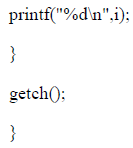 printf("%d\n",i);
}
getch();
}